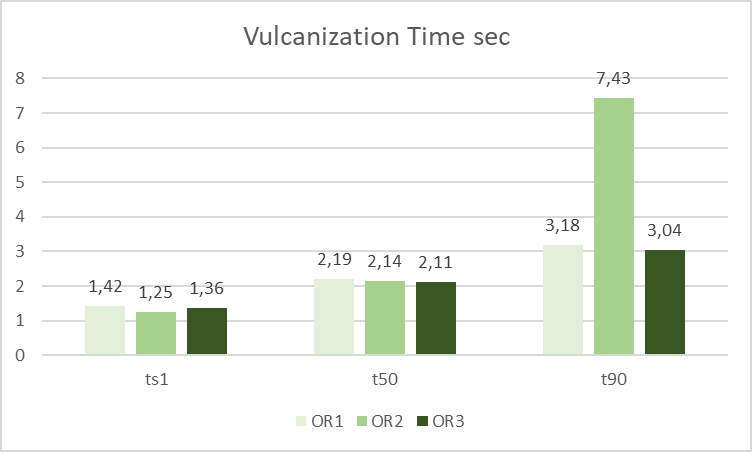 Vulcanization Time sec
8
7
6
5
4
3
2
1
0
1,42
1,25
1,36
2,19
2,14
2,11
3,18
7,43
3,04
ts1
t50
t90
OR1
OR2
OR3